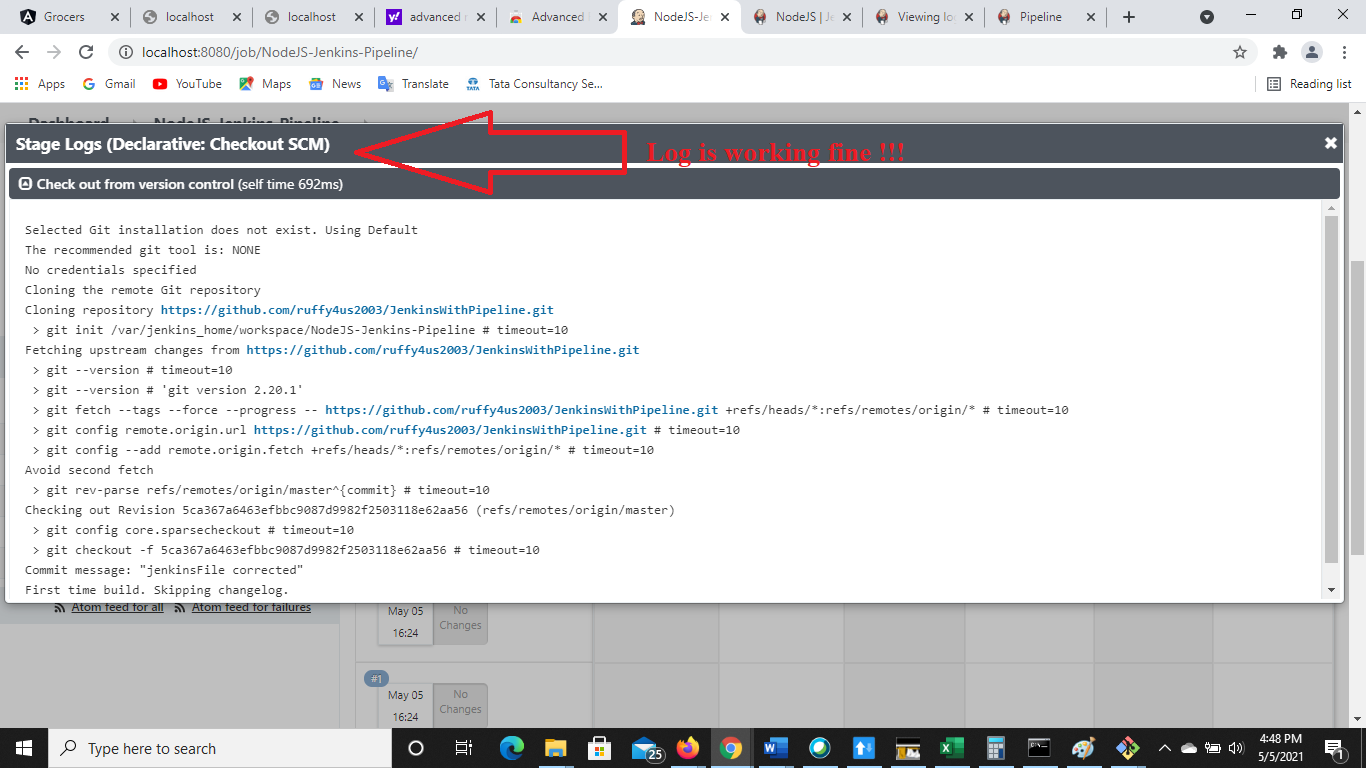 Grocers
localhost
localhost
advanced
Advanced
NodeJS-Je
NodeJS | Je
Viewing lo
Pipeline
localhost:8080/job/NodeJS-Jenkins-Pipeline/
Apps
Gmail
YouTube
Maps
News
Translate
TATA
Tata Consultancy Se...
Reading list
Dashboard
NodeJS-Jenkins-Pipeline
Stage Logs (Declarative: Checkout SCM)
Log is working fine !!!
Check out from version control (self time 692ms)
Selected Git installation does not exist. Using Default
The recommended git tool is: NONE
No credentials specified
Cloning the remote Git repository
Cloning repository https://github.com/ruffy4us2003/JenkinsWithPipeline.git
> git init /var/jenkins_home/workspace/NodeJS-Jenkins-Pipeline # timeout=10
Fetching upstream changes from https://github.com/ruffy4us2003/JenkinsWithPipeline.git
> git --version # timeout=10
> git --version # 'git version 2.20.1'
> git fetch --tags --force --progress -- https://github.com/ruffy4us2003/JenkinsWithPipeline.git +refs/heads/*:refs/remotes/origin/* # timeout=10
> git config remote.origin.url https://github.com/ruffy4us2003/JenkinsWithPipeline.git # timeout=10
> git config --add remote.origin.fetch +refs/heads/*:refs/remotes/origin/* # timeout=10
Avoid second fetch
> git rev-parse refs/remotes/origin/master^{commit} # timeout=10
Checking out Revision 5ca367a6463efbbc9087d9982f2503118e62aa56 (refs/remotes/origin/master)
> git config core.sparsecheckout # timeout=10
> git checkout -f 5ca367a6463efbbc9087d9982f2503118e62aa56 # timeout=10
Commit message: "jenkinsFile corrected"
First time build. Skipping changelog.
Atom feed for all
Atom feed for failures
May 05
16:24
No
Changes
#1
May 05
16:24
No
Changes
Type here to search
25
4:48 PM
5/5/2021
1